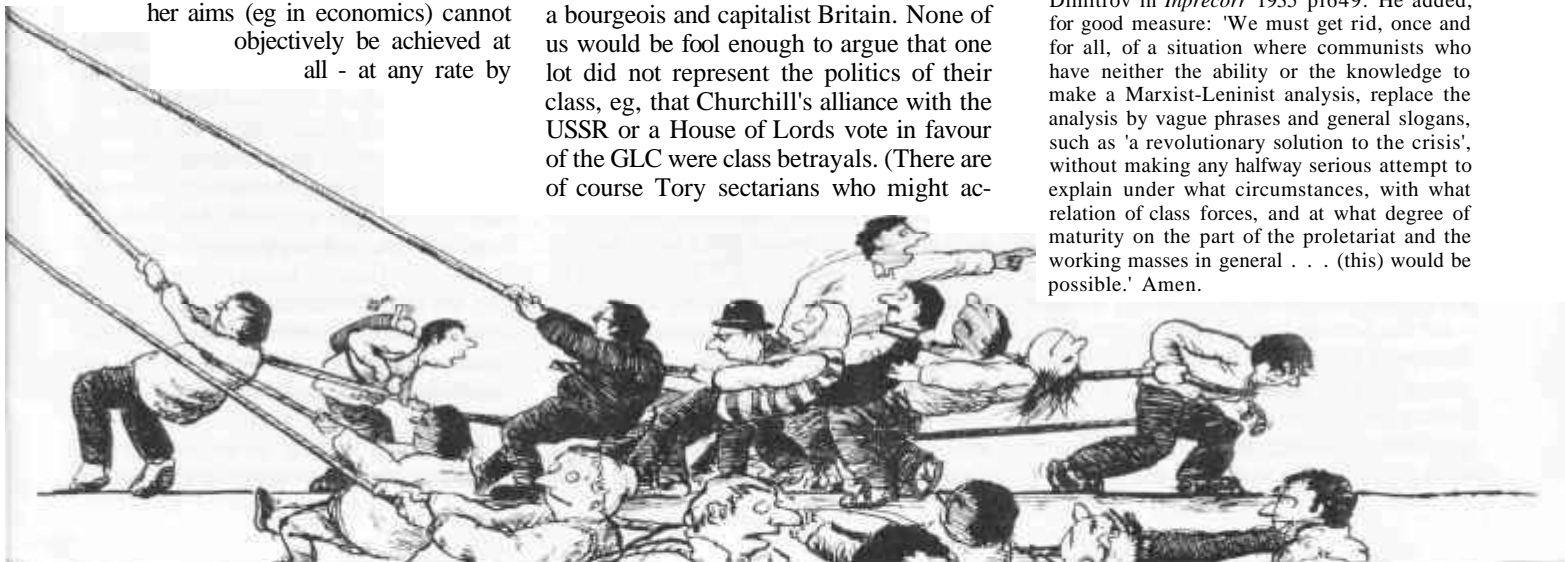 her aims (eg in economics) cannot
objectively be achieved at
all - at any rate by
a bourgeois and capitalist Britain. None of
us would be fool enough to argue that one
lot did not represent the politics of their
class, eg, that Churchill's alliance with the
USSR or a House of Lords vote in favour
of the GLC were class betrayals. (There are
of course Tory sectarians who might ac-
Dimitrov in Inprecorr 1935 p1649. He added,
for good measure: 'We must get rid, once and
for all, of a situation where communists who
have neither the ability or the knowledge to
make a Marxist-Leninist analysis, replace the
analysis by vague phrases and general slogans,
such as 'a revolutionary solution to the crisis',
without making any halfway serious attempt to
explain under what circumstances, with what
relation of class forces, and at what degree of
maturity on the part of the proletariat and the
working masses in general . . . (this) would be
possible.' Amen.